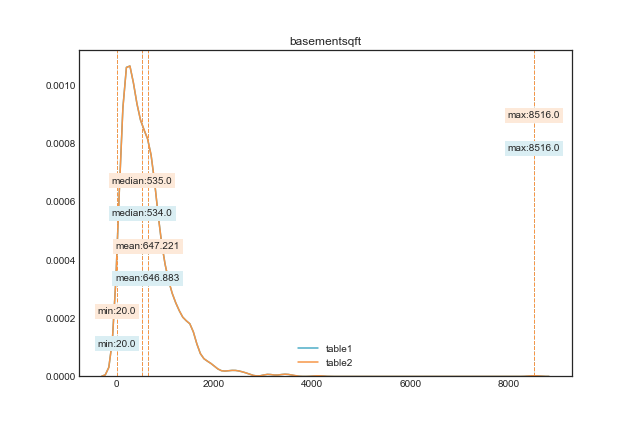 basementsqft
0.0010
0.0008
0.0006
0.0004
0.0002
0.0000
max:8516.0
max:8516.0
median:535.0
median:534.0
mean:647.221
mean:646.883
min:20.0
min:20.0
table1
table2
0
2000
4000
6000
8000